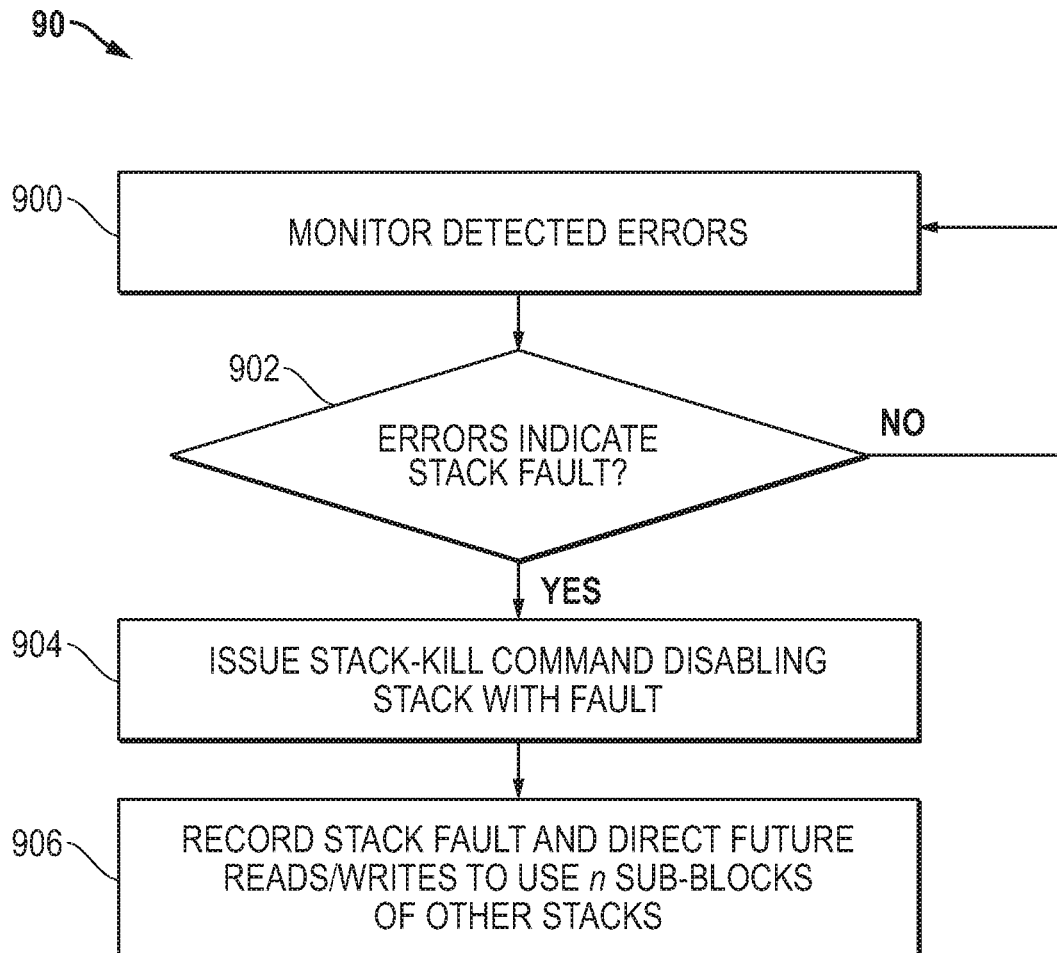 90
900
MONITOR DETECTED ERRORS
902
ERRORS INDICATE
STACK FAULT?
NO
YES
904
ISSUE STACK-KILL COMMAND DISABLING
STACK WITH FAULT
906
RECORD STACK FAULT AND DIRECT FUTURE
READS/WRITES TO USE n SUB-BLOCKS
OF OTHER STACKS